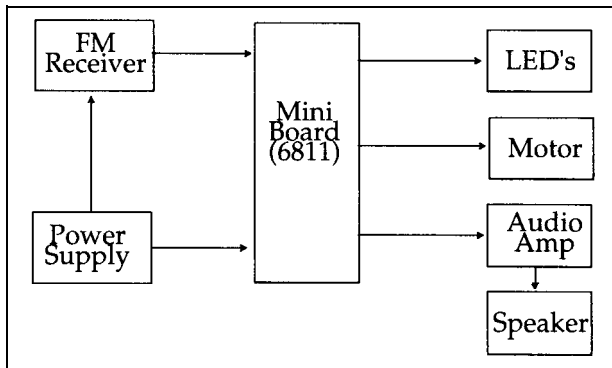 FM
Receiver
Mini
Board
(6811)
LED's
Motor
Power
Supply
Audio
Amp
Speaker